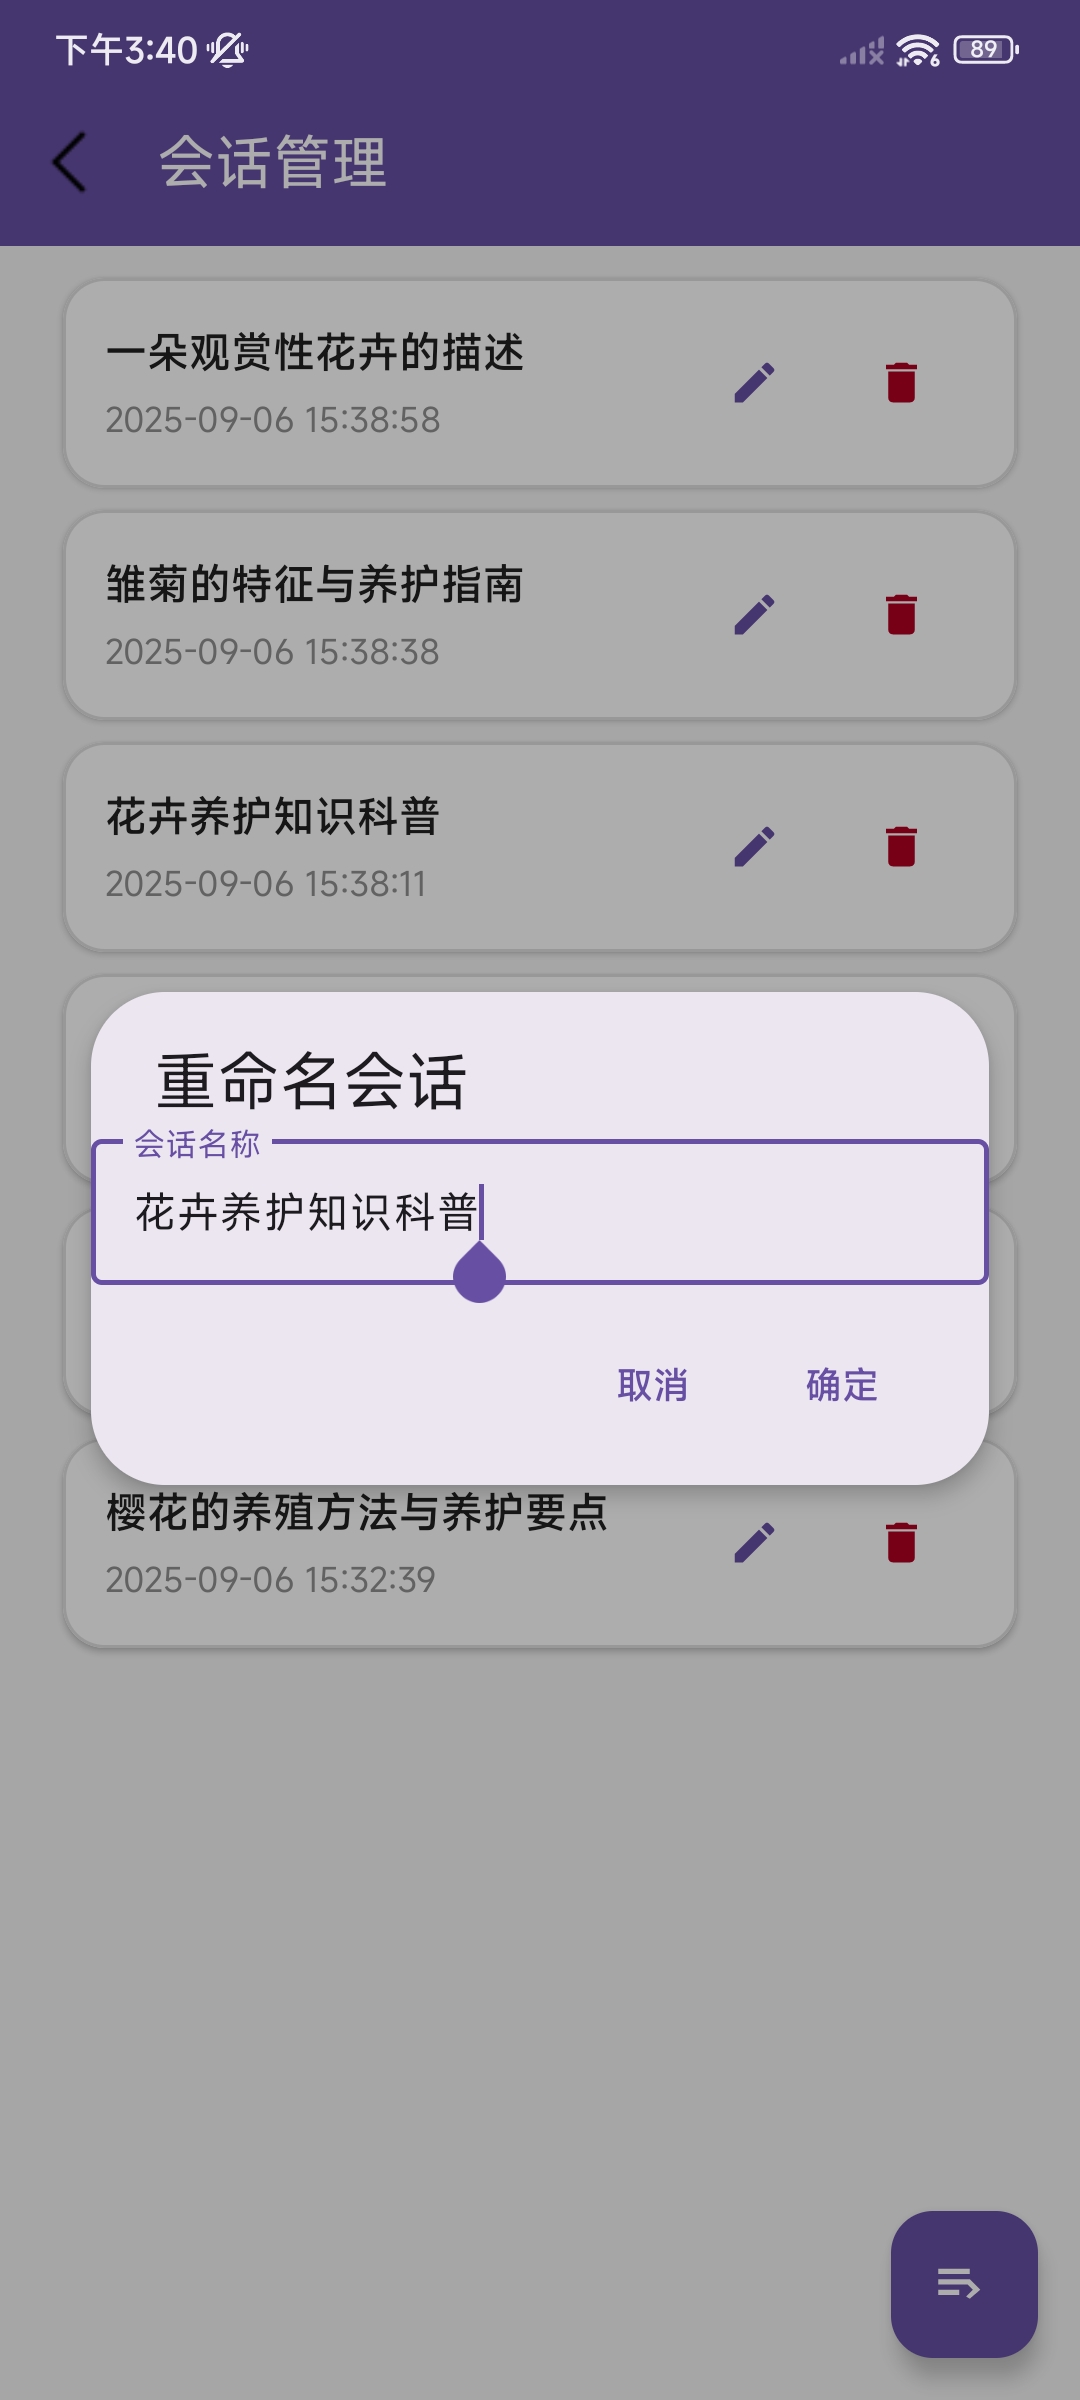 下午3:40
6
89
会话管理
一朵观赏性花卉的描述
2025-09-06 15:38:58
雏菊的特征与养护指南
2025-09-06 15:38:38
花卉养护知识科普
2025-09-06 15:38:11
重命名会话
会话名称
花卉养护知识科普
取消 确定
樱花的养殖方法与养护要点
2025-09-06 15:32:39